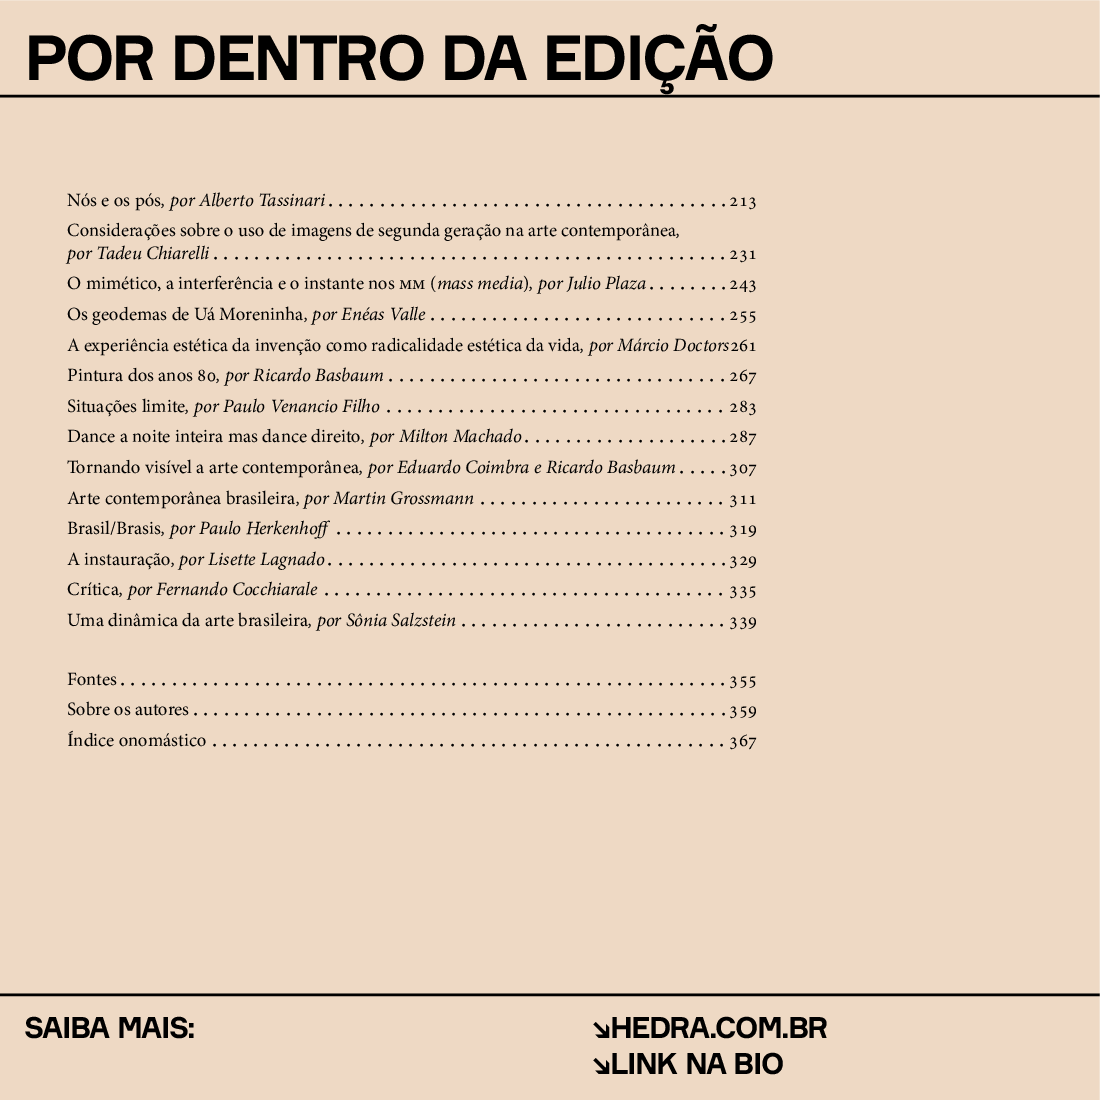 POR DENTRO DA EDIÇÃO
Nós e os pós, por Alberto Tassinari . . . . . . . . . . . . . . . . . . . . . . . . . . . . . . . . . . . . . . . 213
Considerações sobre o uso de imagens de segunda geração na arte contemporânea,
por Tadeu Chiarelli . . . . . . . . . . . . . . . . . . . . . . . . . . . . . . . . . . . . . . . . . . . . . . . . . . 231
O mimético, a interferência e o instante nos MM (mass media), por Julio Plaza . . . . . . . . 243
Os geodemas de Uá Moreninha, por Enéas Valle . . . . . . . . . . . . . . . . . . . . . . . . . . . . . 255
A experiência estética da invenção como radicalidade estética da vida, por Márcio Doctors261
Pintura dos anos 80, por Ricardo Basbaum . . . . . . . . . . . . . . . . . . . . . . . . . . . . . . . . . 267
Situações limite, por Paulo Venancio Filho . . . . . . . . . . . . . . . . . . . . . . . . . . . . . . . . . 283
Dance a noite inteira mas dance direito, por Milton Machado . . . . . . . . . . . . . . . . . . . . 287
Tornando visível a arte contemporânea, por Eduardo Coimbra e Ricardo Basbaum . . . . . 307
Arte contemporânea brasileira, por Martin Grossmann . . . . . . . . . . . . . . . . . . . . . . . . 311
Brasil/Brasis, por Paulo Herkenhoff . . . . . . . . . . . . . . . . . . . . . . . . . . . . . . . . . . . . . . 319
A instauração, por Lisette Lagnado . . . . . . . . . . . . . . . . . . . . . . . . . . . . . . . . . . . . . . . 329
Crítica, por Fernando Cocchiarale . . . . . . . . . . . . . . . . . . . . . . . . . . . . . . . . . . . . . . . 335
Uma dinâmica da arte brasileira, por Sônia Salzstein . . . . . . . . . . . . . . . . . . . . . . . . . . 339
Fontes . . . . . . . . . . . . . . . . . . . . . . . . . . . . . . . . . . . . . . . . . . . . . . . . . . . . . . . . . . . 355
Sobre os autores . . . . . . . . . . . . . . . . . . . . . . . . . . . . . . . . . . . . . . . . . . . . . . . . . . . . 359
Índice onomástico . . . . . . . . . . . . . . . . . . . . . . . . . . . . . . . . . . . . . . . . . . . . . . . . . . 367
SAIBA MAIS:
↘HEDRA.COM.BR
↘LINK NA BIO